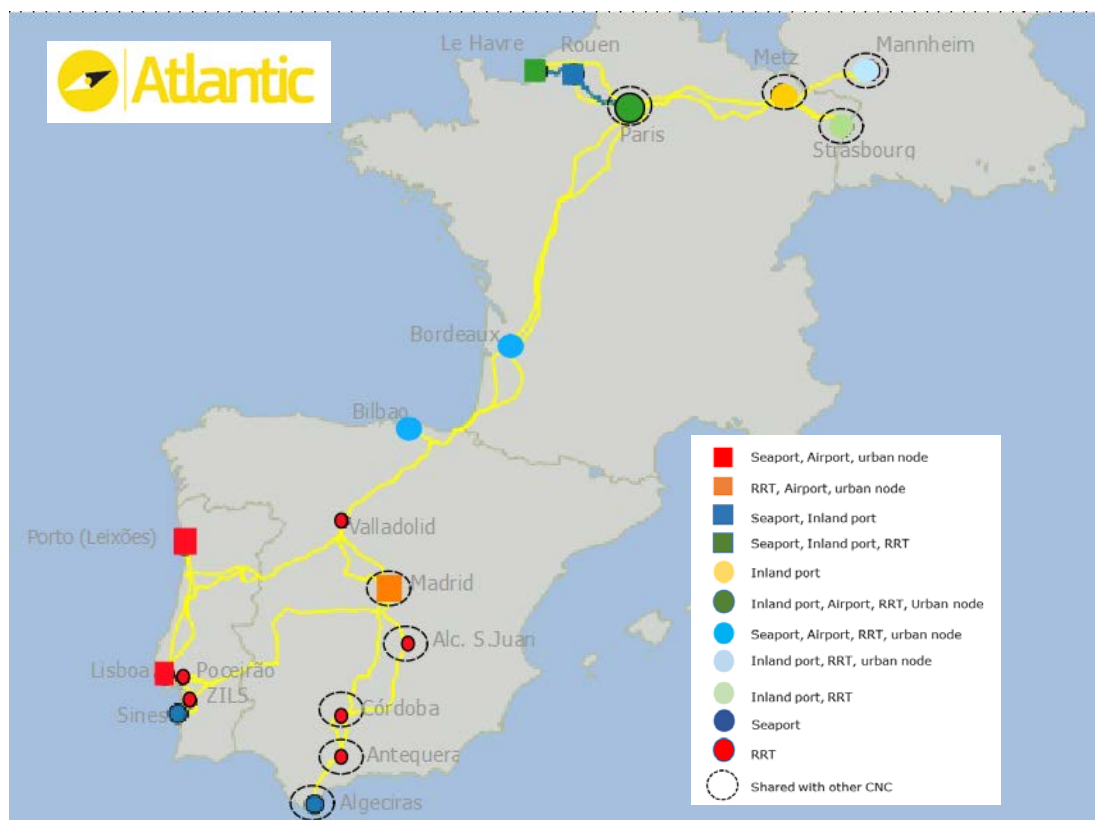 Atlantic
Le Havre
Rouen
Metz
Mannheim
Paris
Strasbourg
Bordeaux
Bilbao
Valladolid
Porto (Leixões)
Madrid
Alc. S.Juan
Lisboa
Poceirão
ZILS
Sines
Córdoba
Antequera
Algeciras
Seaport, Airport, urban node
RRT, Airport, urban node
Seaport, Inland port
Seaport, Inland port, RRT
Inland port
Inland port, Airport, RRT, Urban node
Seaport, Airport, RRT, urban node
Inland port, RRT, urban node
Inland port, RRT
Seaport
RRT
Shared with other CNC